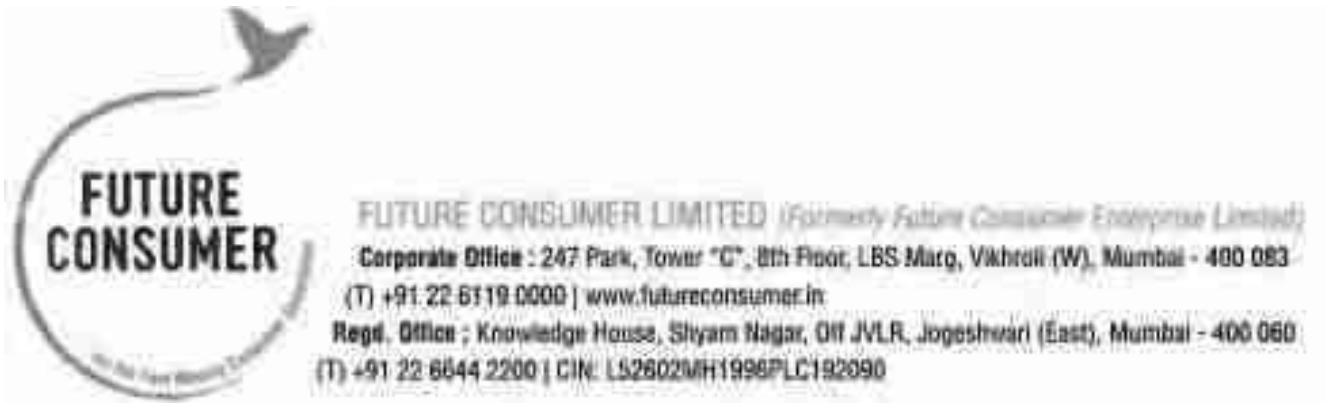 FUTURE
CONSUMER
FUTURE CONSUMER LIMITED (Formerly Future Consumer Enterprise Limited)
Corporate Office : 247 Park, Tower "C", 8th Floor, LBS Marg, Vikhroli (W), Mumbai - 400 083
(T) +91 22 6119 0000 | www.futureconsumer.in
Regd. Office : Knowledge House, Shyam Nagar, Off JVLR, Jogeshwari (East), Mumbai - 400 060
(T) +91 22 6644 2200 | CIN: L52602MH1996PLC192090